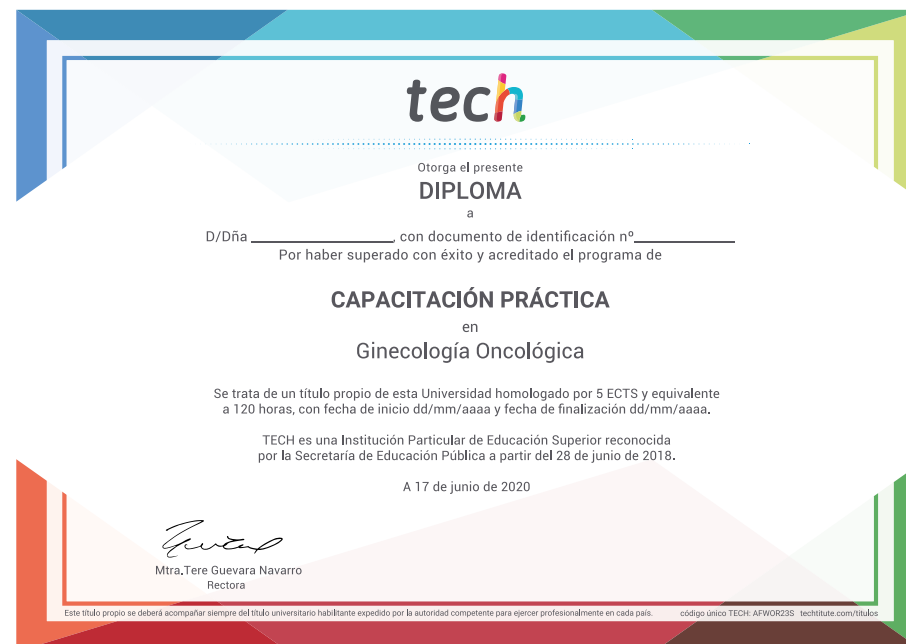 tech
Otorga el presente
DIPLOMA
a
D/Dña ____________________, con documento de identificación nº______________
Por haber superado con éxito y acreditado el programa de
CAPACITACIÓN PRÁCTICA
en
Ginecología Oncológica
Se trata de un título propio de esta Universidad homologado por 5 ECTS y equivalente
a 120 horas, con fecha de inicio dd/mm/aaaa y fecha de finalización dd/mm/aaaa.
TECH es una Institución Particular de Educación Superior reconocida
por la Secretaría de Educación Pública a partir del 28 de junio de 2018.
A 17 de junio de 2020
Mtra.Tere Guevara Navarro
Rectora
Este título propio se deberá acompañar siempre del título universitario habilitante expedido por la autoridad competente para ejercer profesionalmente en cada país. código único TECH: AFWOR23S techtitute.com/titulos